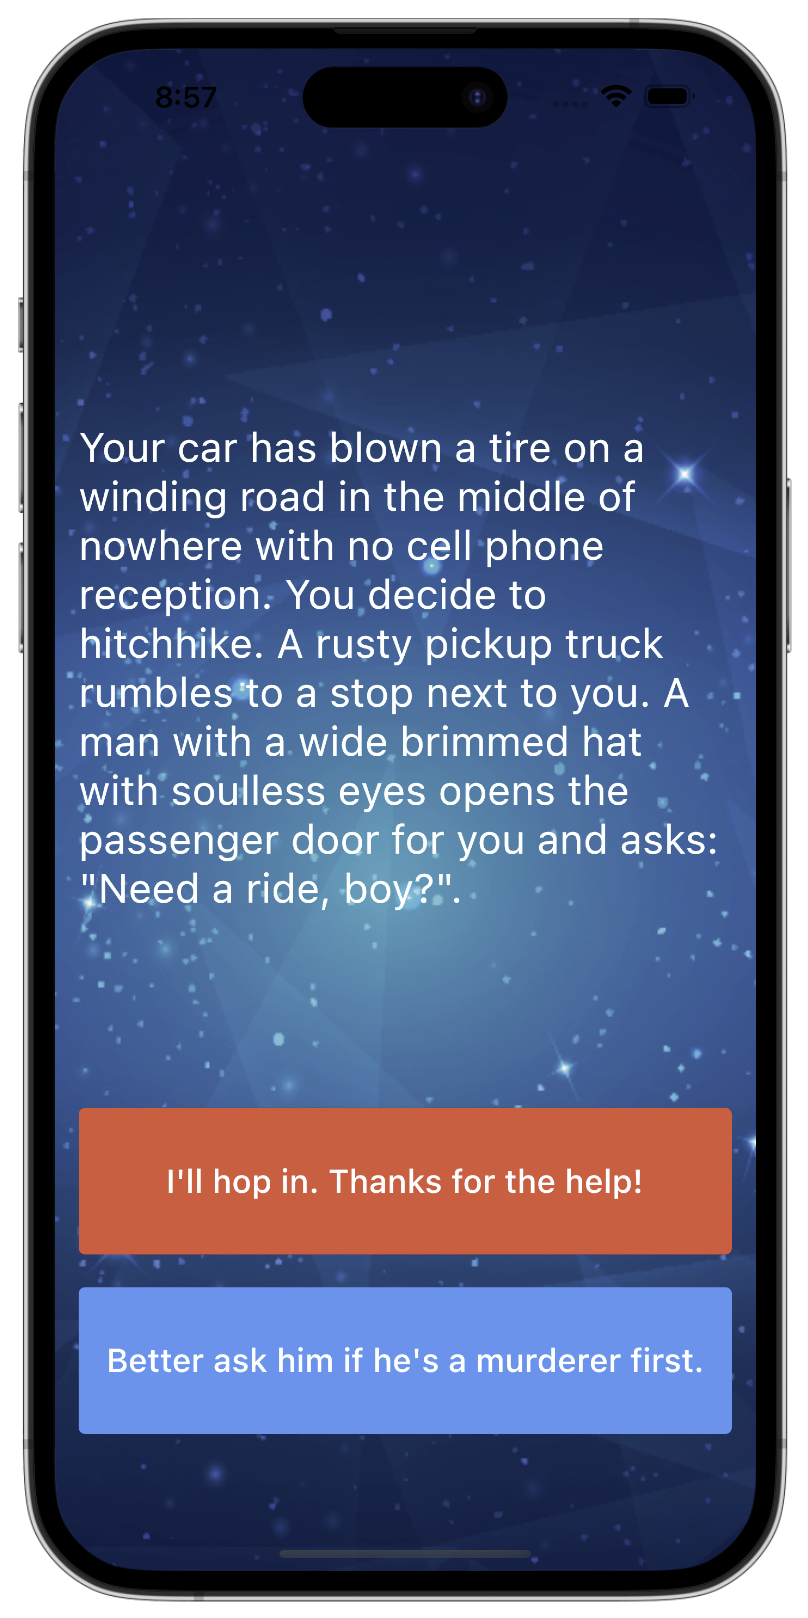 8:57
Your car has blown a tire on a
winding road in the middle of
nowhere with no cell phone
reception. You decide to
hitchhike. A rusty pickup truck
rumbles to a stop next to you. A
man with a wide brimmed hat
with soulless eyes opens the
passenger door for you and asks:
"Need a ride, boy?".
I'll hop in. Thanks for the help!
Better ask him if he's a murderer first.